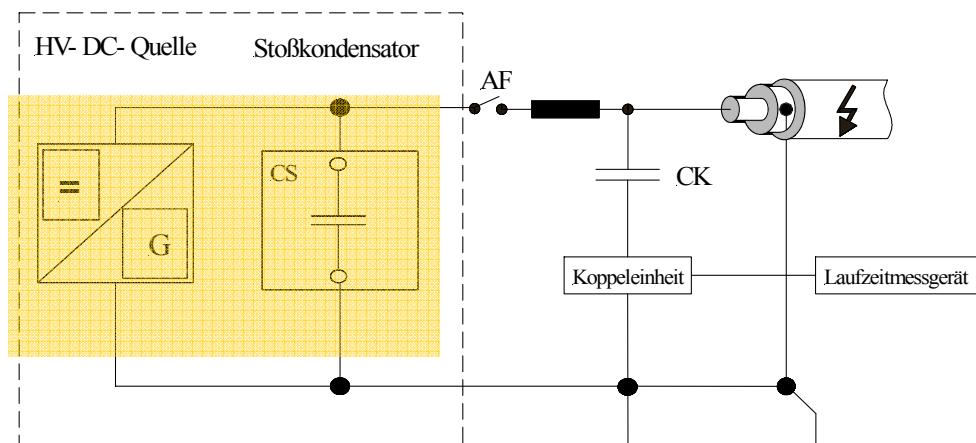 HV- DC- Quelle
Stoßkondensator
AF
CS
=
G
CK
Koppeleinheit
Laufzeitmessgerät